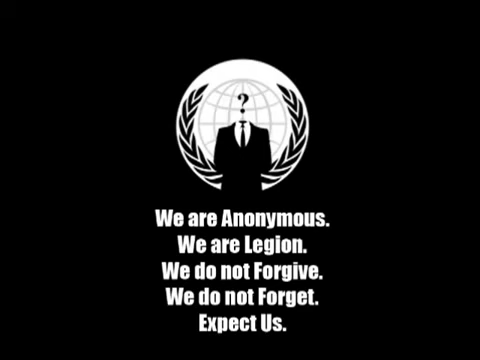 ?
We are Anonymous.
We are Legion.
We do not Forgive.
We do not Forget.
Expect Us.